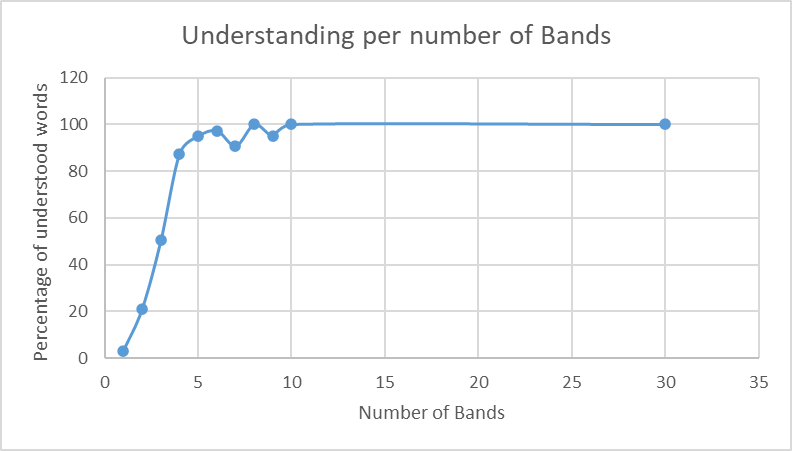 Understanding per number of Bands
120
100
80
60
40
20
0
Percentage of understood words
0 5 10 15 20 25 30 35
Number of Bands